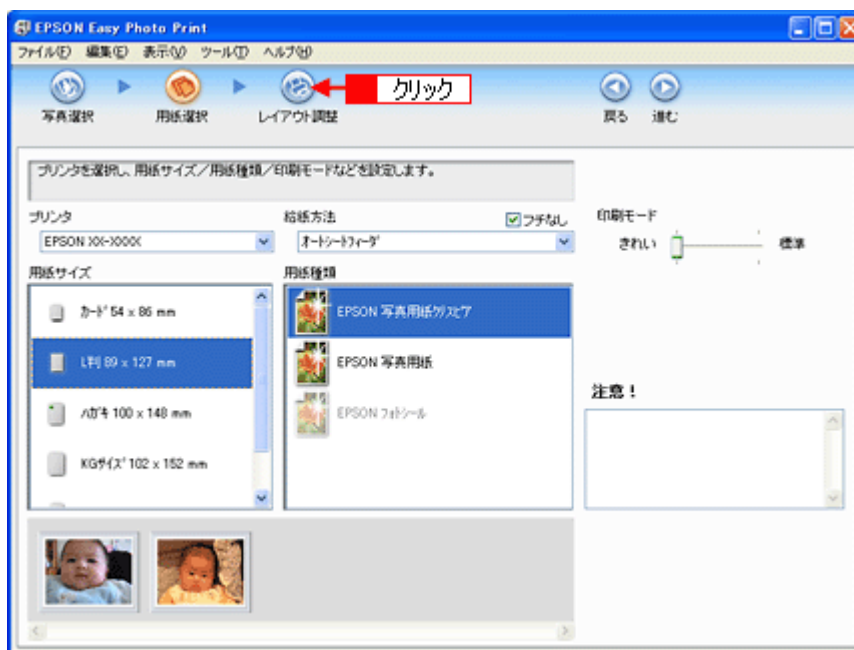 EPSON Easy Photo Print
ファイル(F) 編集(E) 表示(V) ツール(T) ヘルプ(H)
クリック
写真選択 用紙選択 レイアウト調整 戻る 進む
プリンタを選択し、用紙サイズ/用紙種類/印刷モードなどを設定します。
プリンタ 給紙方法 フチなし 印刷モード
EPSON XX-XXXX オートシートフィーダ きれい 標準
用紙サイズ 用紙種類
カード 54 x 86 mm EPSON 写真用紙クリスピア
L判 89 x 127 mm EPSON 写真用紙
注意!
ハガキ 100 x 148 mm EPSON フォトシール
KGサイズ 102 x 152 mm